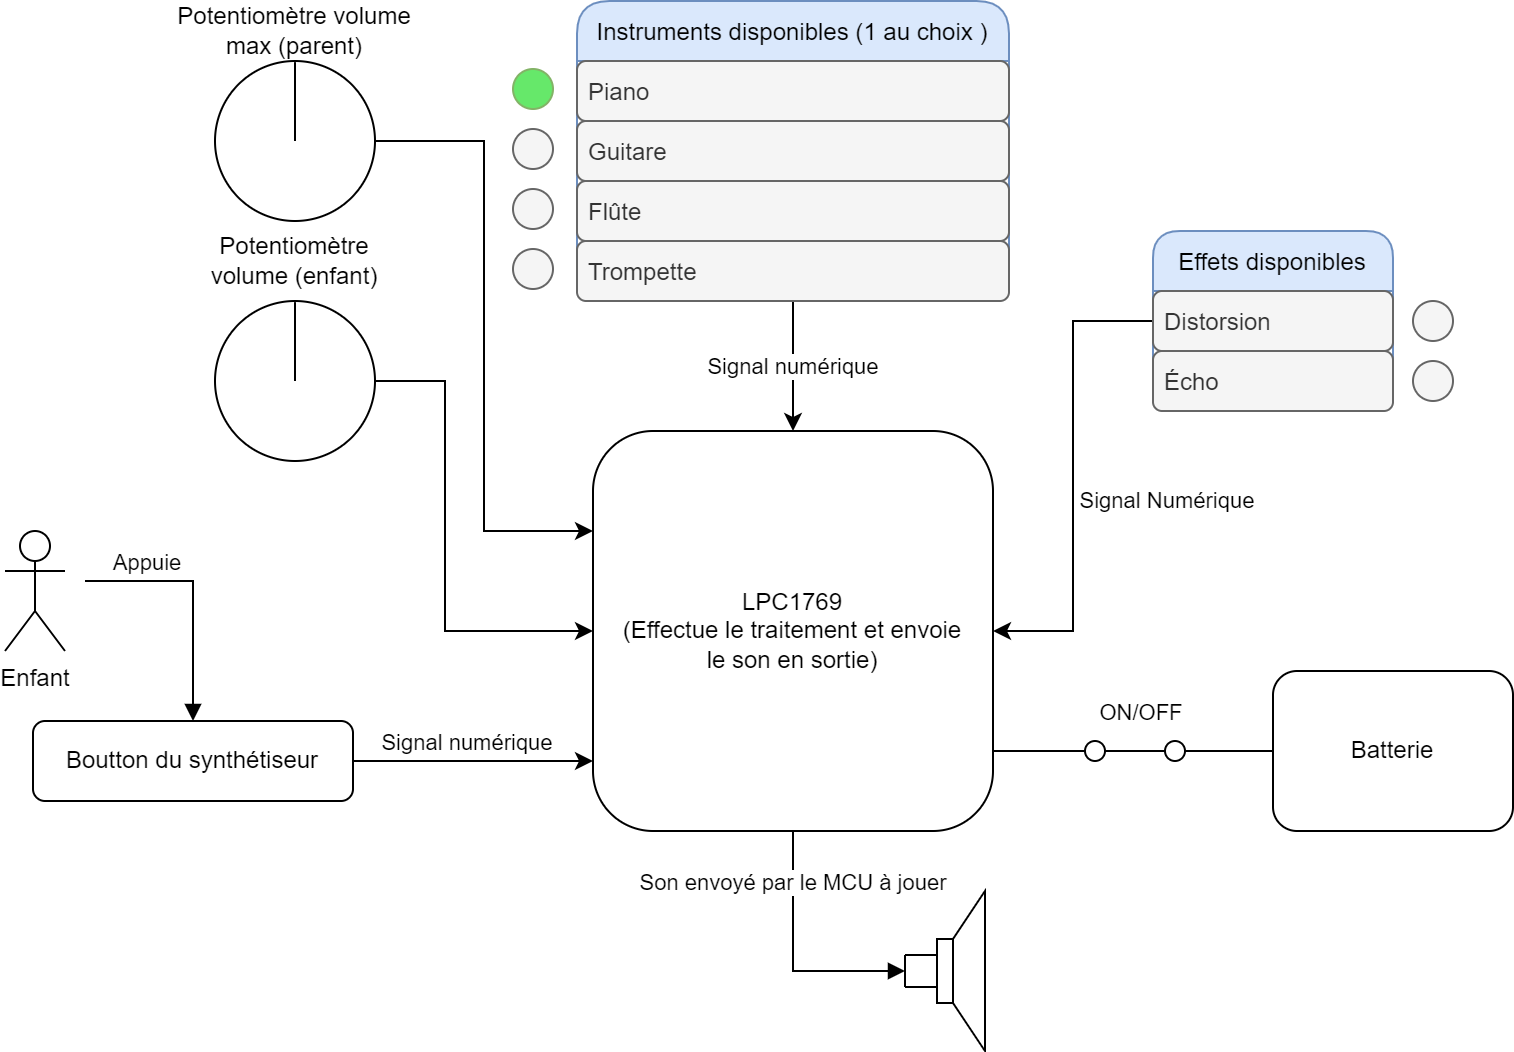 Potentiomètre volume
max (parent)
Instruments disponibles (1 au choix )
Piano
Guitare
Flûte
Trompette
Potentiomètre
volume (enfant)
Effets disponibles
Distorsion
Écho
Signal numérique
Signal Numérique
Appuie
Enfant
LPC1769
(Effectue le traitement et envoie
le son en sortie)
ON/OFF
Batterie
Boutton du synthétiseur
Signal numérique
Son envoyé par le MCU à jouer